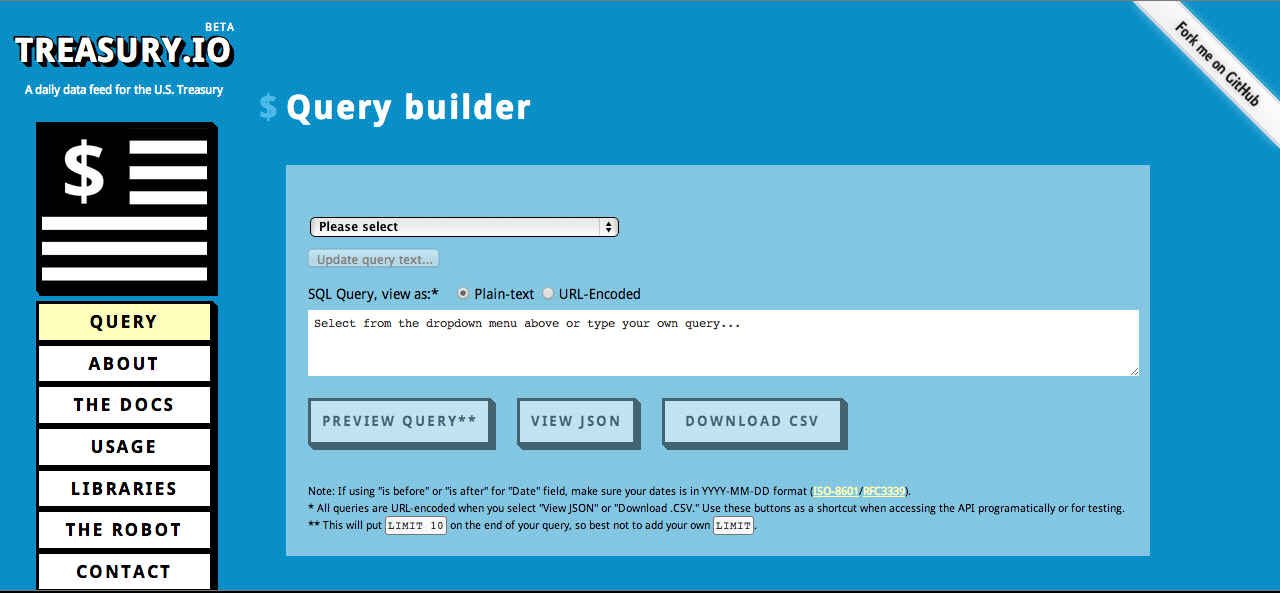 BETA
TREASURY.IO
A daily data feed for the U.S. Treasury
Fork me on GitHub
$ Query builder
$
Please select
Update query text...
SQL Query, view as:* Plain-text URL-Encoded
Select from the dropdown menu above or type your own query...
QUERY
ABOUT
THE DOCS
USAGE
LIBRARIES
THE ROBOT
CONTACT
PREVIEW QUERY** VIEW JSON DOWNLOAD CSV
Note: If using "is before" or "is after" for "Date" field, make sure your dates is in YYYY-MM-DD format (ISO-8601/RFC3339).
* All queries are URL-encoded when you select "View JSON" or "Download .CSV." Use these buttons as a shortcut when accessing the API programatically or for testing.
** This will put LIMIT 10 on the end of your query, so best not to add your own LIMIT.